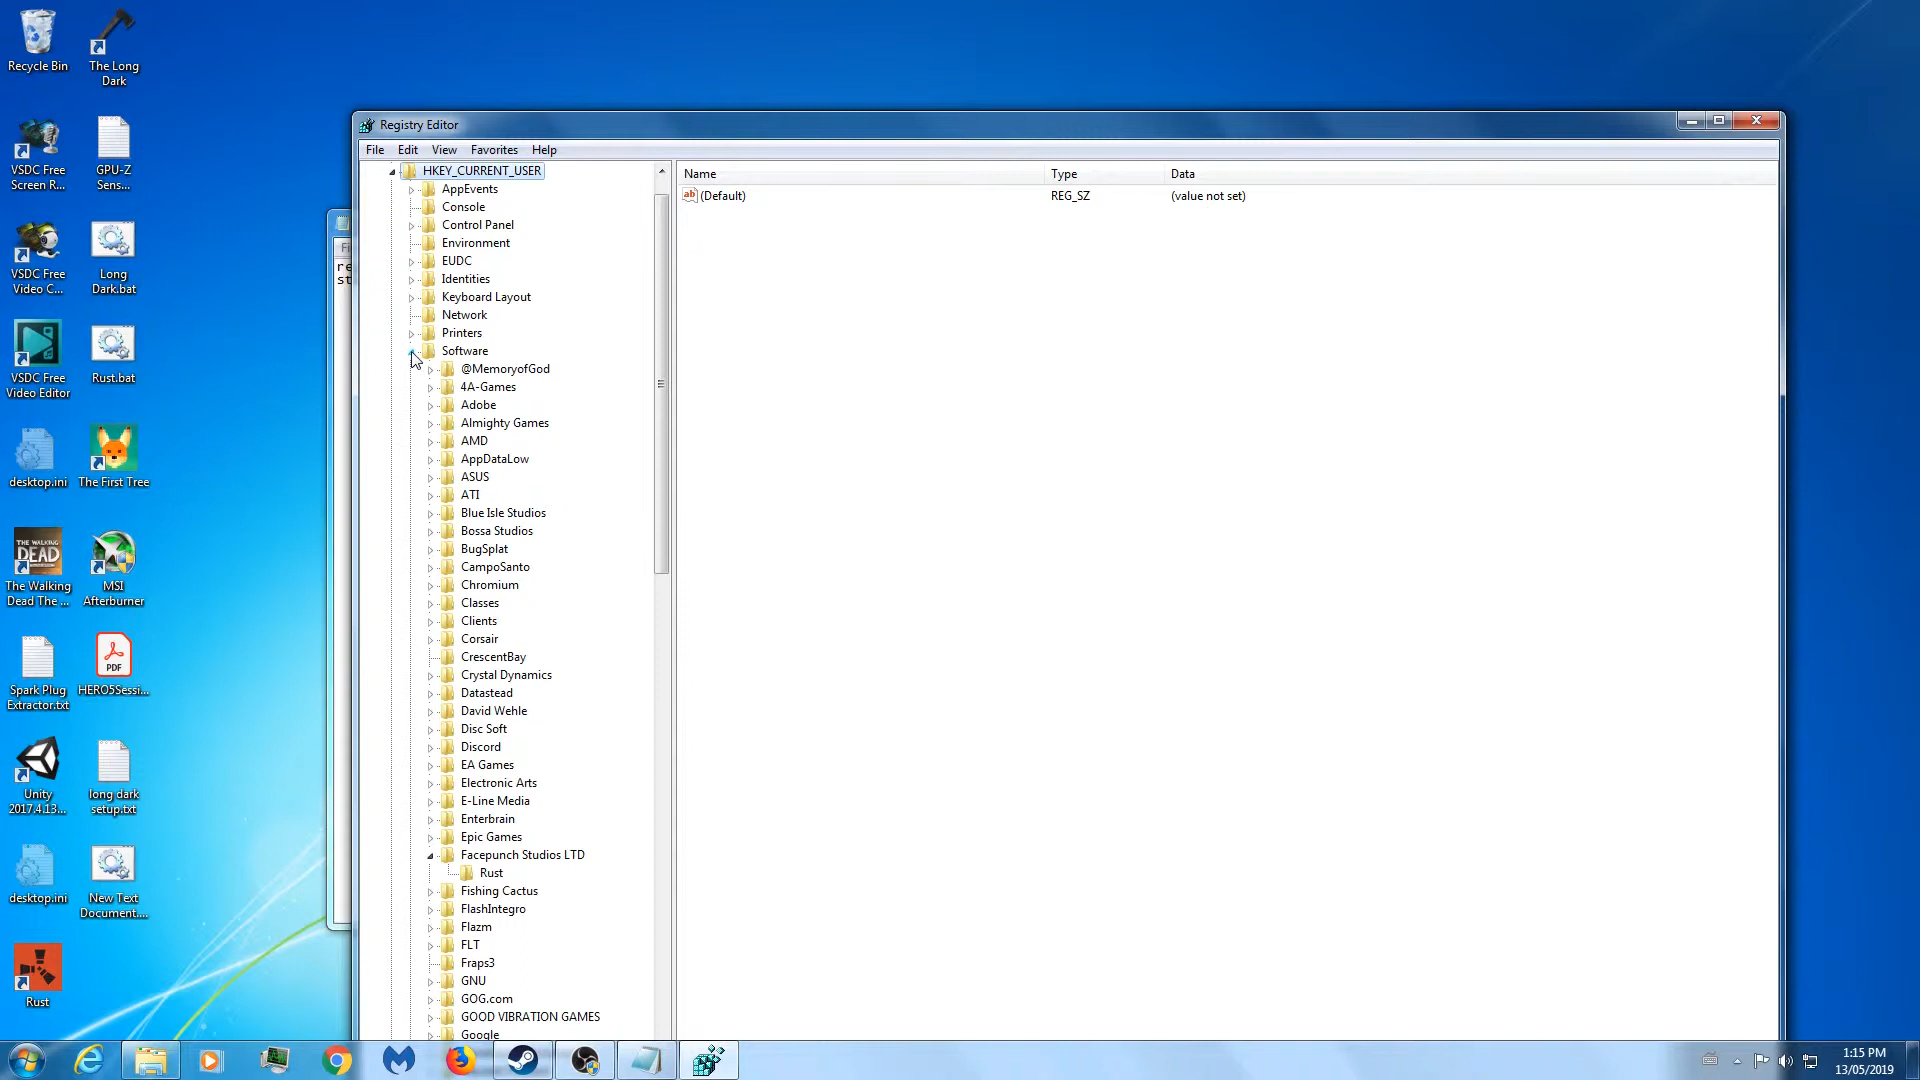 Recycle Bin
The Long
Dark
VSDC Free
Screen R...
GPU-Z
Sens...
VSDC Free
Video C...
Long
Dark.bat
VSDC Free
Video Editor
Rust.bat
desktop.ini
The First Tree
THE WALKING
DEAD
The Walking
Dead The ...
MSI
Afterburner
Spark Plug
Extractor.txt
PDF
HERO5Sessi...
Unity
2017.4.13...
long dark
setup.txt
desktop.ini
New Text
Document....
Rust
re
st
Registry Editor
File Edit View Favorites Help
HKEY_CURRENT_USER
AppEvents
Console
Control Panel
Environment
EUDC
Identities
Keyboard Layout
Network
Printers
Software
@MemoryofGod
4A-Games
Adobe
Almighty Games
AMD
AppDataLow
ASUS
ATI
Blue Isle Studios
Bossa Studios
BugSplat
CampoSanto
Chromium
Classes
Clients
Corsair
CrescentBay
Crystal Dynamics
Datastead
David Wehle
Disc Soft
Discord
EA Games
Electronic Arts
E-Line Media
Enterbrain
Epic Games
Facepunch Studios LTD
Rust
Fishing Cactus
FlashIntegro
Flazm
FLT
Fraps3
GNU
GOG.com
GOOD VIBRATION GAMES
Google
Name Type Data
ab (Default) REG_SZ (value not set)
1:15 PM
13/05/2019